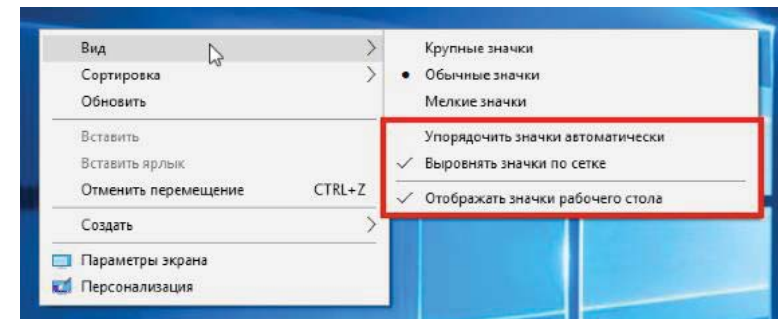 Вид
Сортировка
Обновить
Вставить
Вставить ярлык
Отменить перемещение CTRL+Z
Создать
Параметры экрана
Персонализация
Крупные значки
Обычные значки
Мелкие значки
Упорядочить значки автоматически
Выровнять значки по сетке
Отображать значки рабочего стола